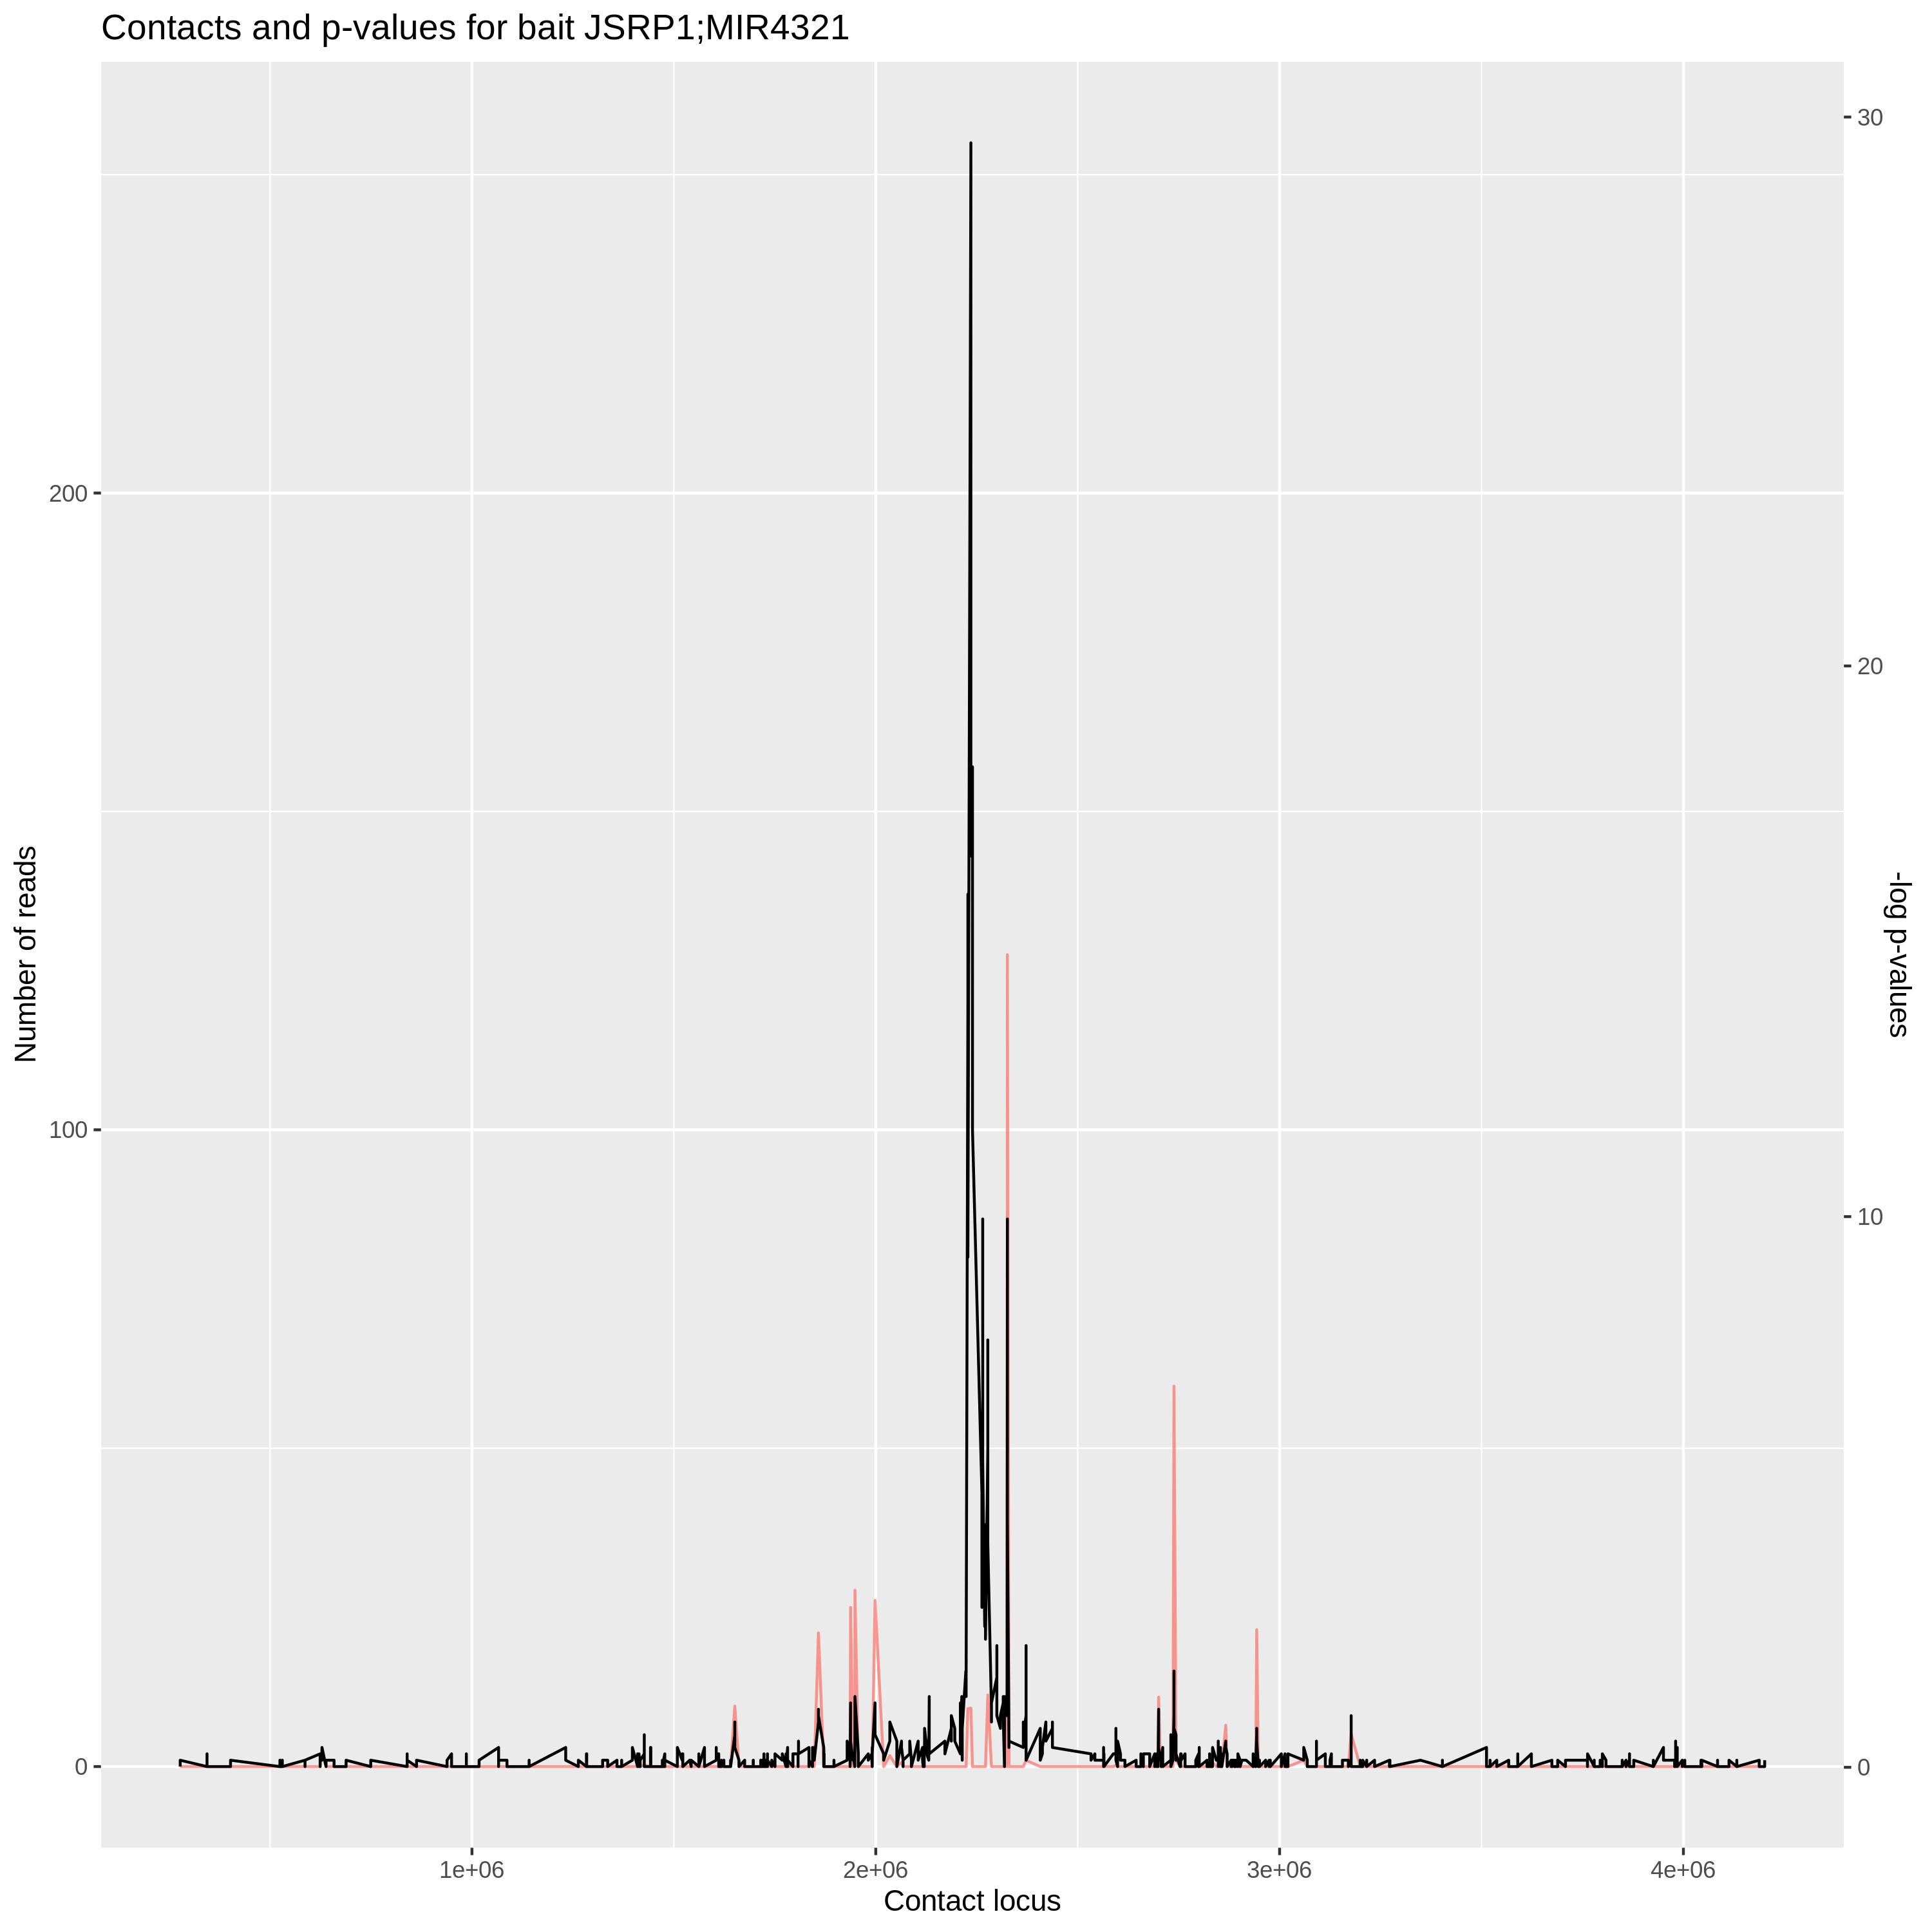 Contacts and p-values for bait JSRP1;MIR4321
30
200
20
Number of reads
-log p-values
100
10
0
0
1e+06
2e+06
3e+06
4e+06
Contact locus